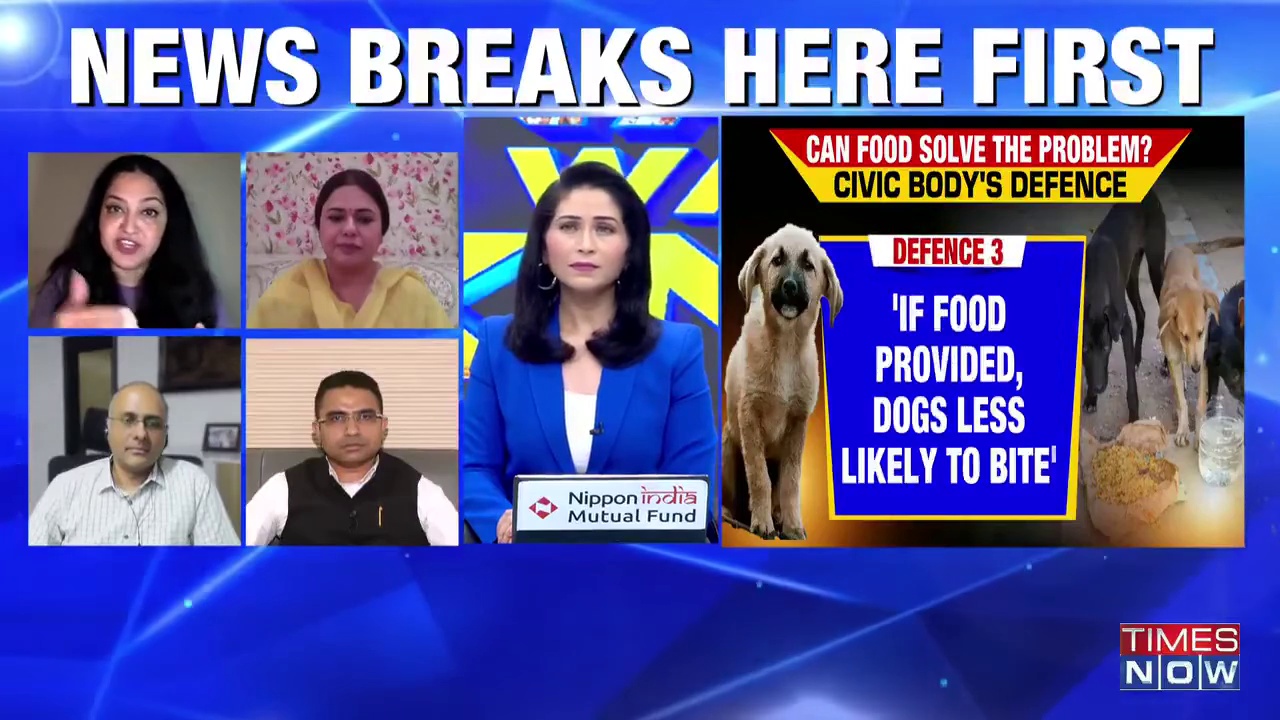 NEWS BREAKS HERE FIRST
CAN FOOD SOLVE THE PROBLEM?
CIVIC BODY'S DEFENCE
DEFENCE 3
'IF FOOD
PROVIDED,
DOGS LESS
LIKELY TO BITE'
Nippon india
Mutual Fund
TIMES
NOW